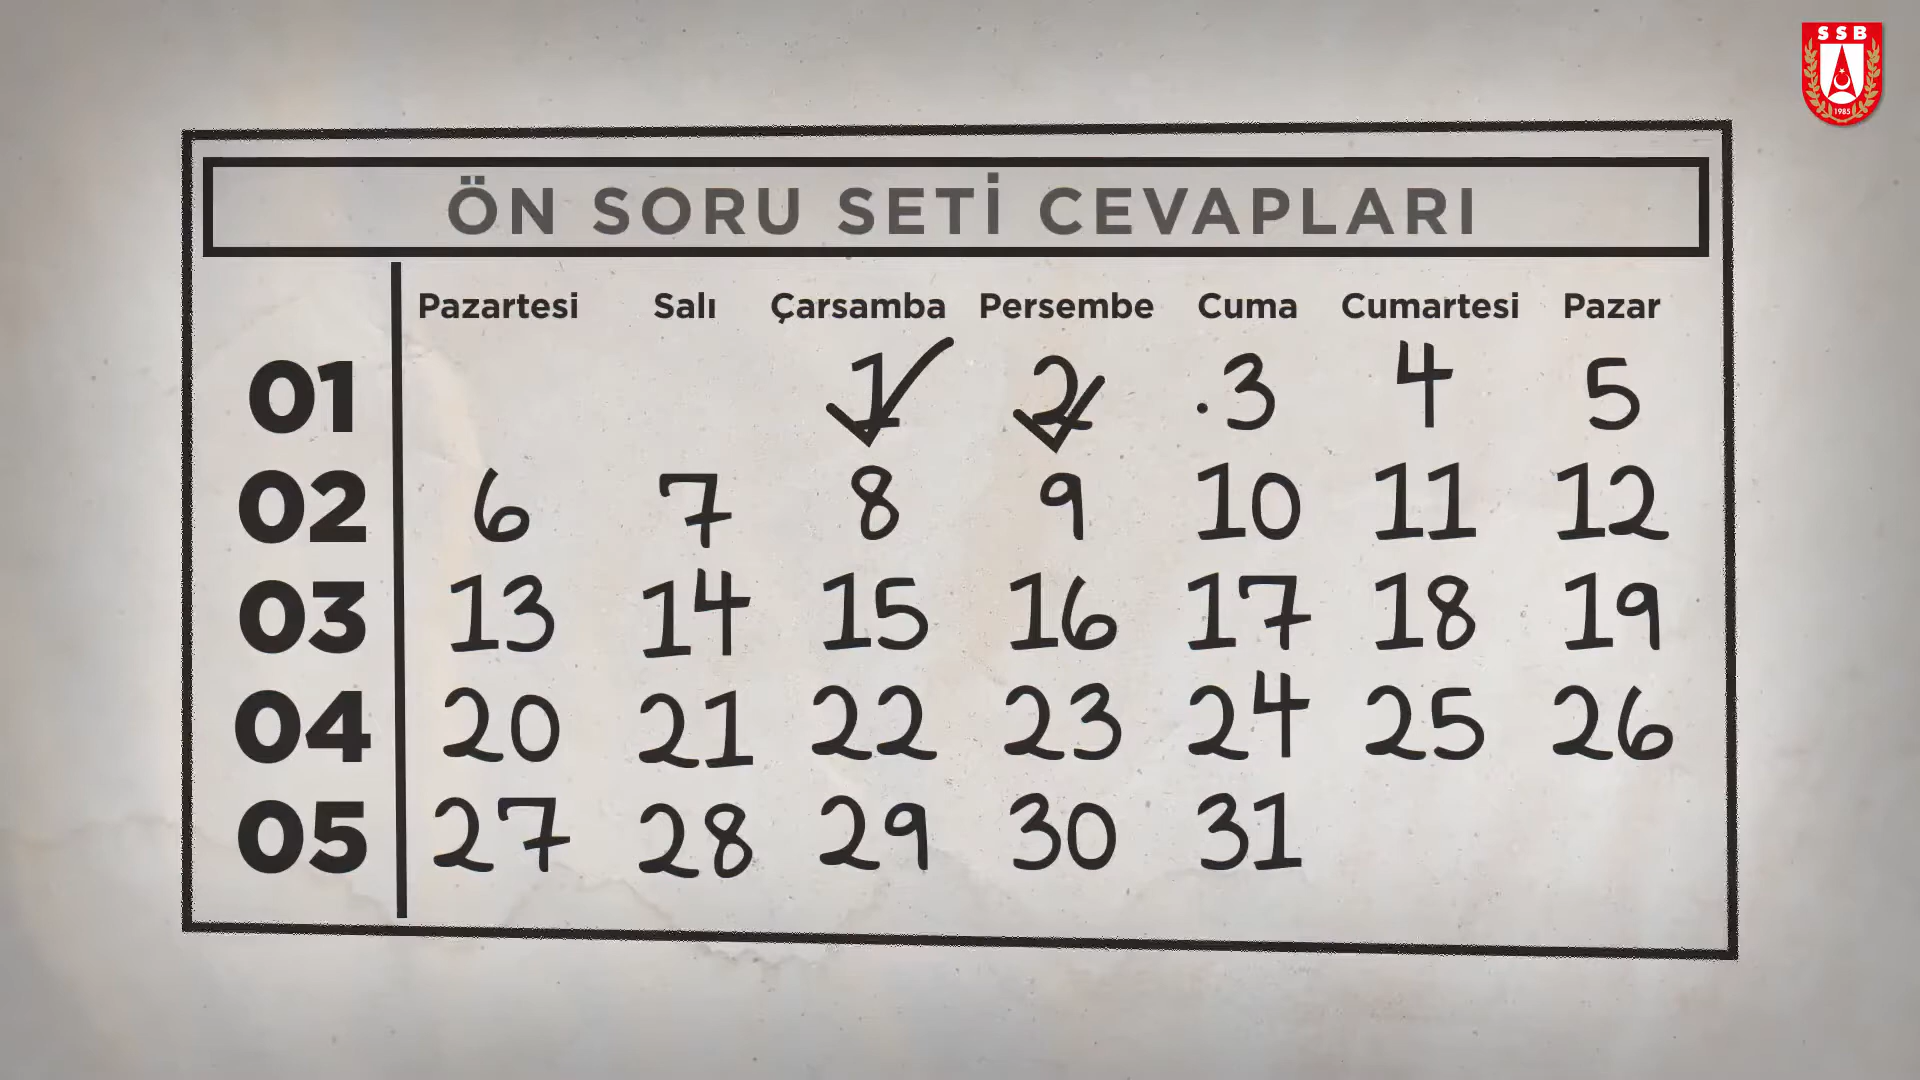 SSB
1985
ÖN SORU SETİ CEVAPLARI
Pazartesi Salı Çarsamba Persembe Cuma Cumartesi Pazar
01 1 2 3 4 5
02 6 7 8 9 10 11 12
03 13 14 15 16 17 18 19
04 20 21 22 23 24 25 26
05 27 28 29 30 31